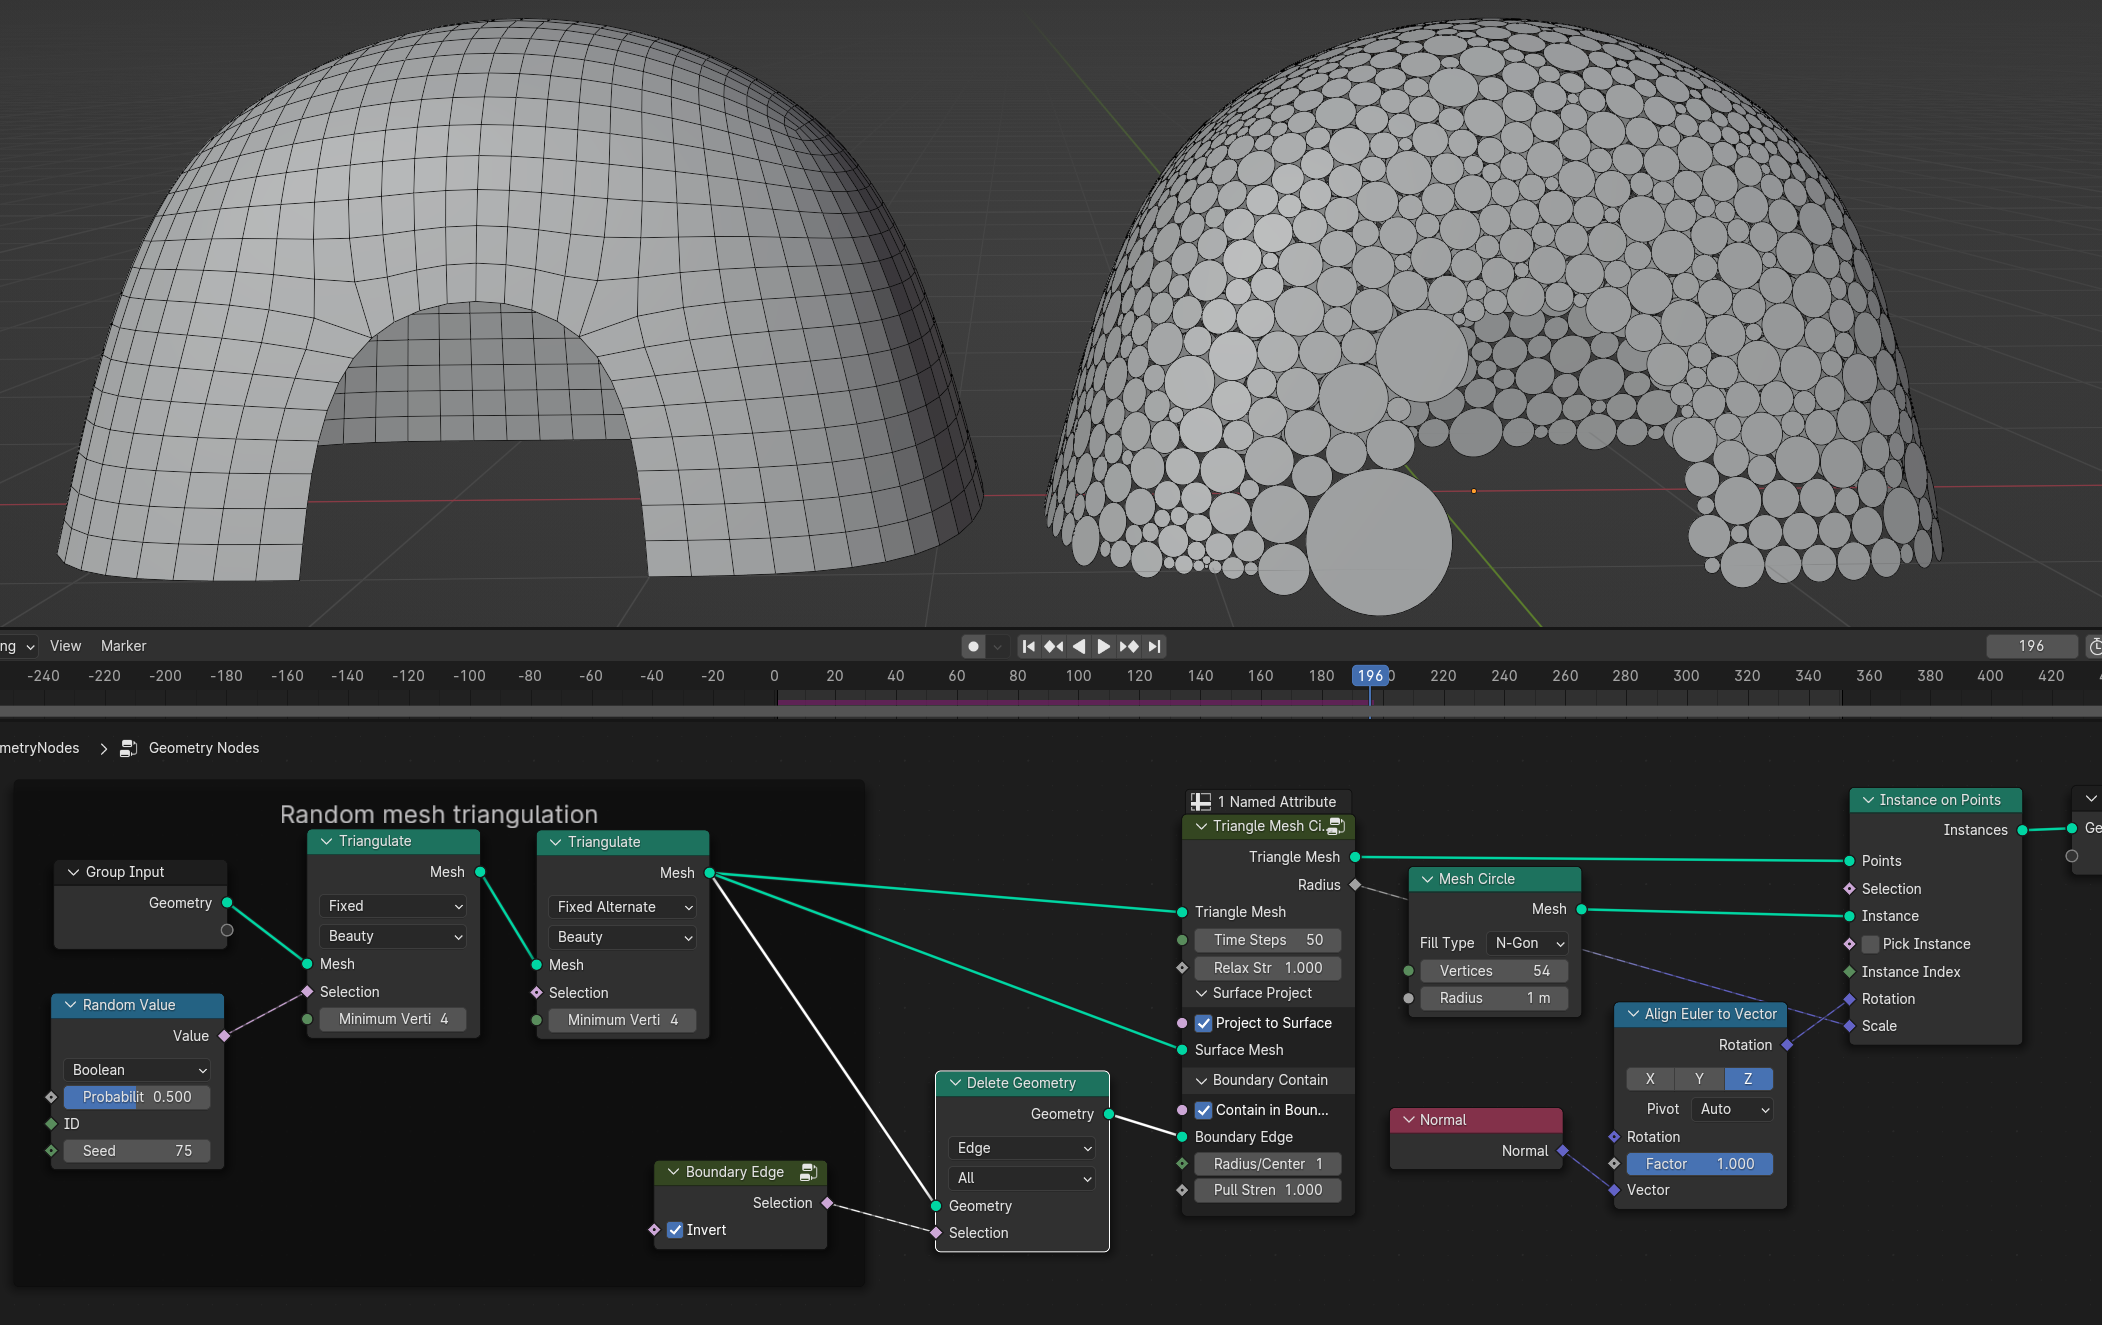 ng View Marker 196
-240 -220 -200 -180 -160 -140 -120 -100 -80 -60 -40 -20 0 20 40 60 80 100 120 140 160 180 196 0 220 240 260 280 300 320 340 360 380 400 420
metryNodes > Geometry Nodes
Random mesh triangulation
Group Input
Geometry
Random Value
Value
Boolean
Probabilit 0.500
ID
Seed 75
Triangulate
Mesh
Fixed
Beauty
Mesh
Selection
Minimum Verti 4
Triangulate
Mesh
Fixed Alternate
Beauty
Mesh
Selection
Minimum Verti 4
Boundary Edge
Selection
Invert
Delete Geometry
Geometry
Edge
All
Geometry
Selection
1 Named Attribute
Triangle Mesh Ci...
Triangle Mesh
Radius
Triangle Mesh
Time Steps 50
Relax Str 1.000
Surface Project
Project to Surface
Surface Mesh
Boundary Contain
Contain in Boun...
Boundary Edge
Radius/Center 1
Pull Stren 1.000
Mesh Circle
Mesh
Fill Type N-Gon
Vertices 54
Radius 1 m
Normal
Normal
Align Euler to Vector
Rotation
X Y Z
Pivot Auto
Rotation
Factor 1.000
Vector
Instance on Points
Instances
Points
Selection
Instance
Pick Instance
Instance Index
Rotation
Scale
Ge